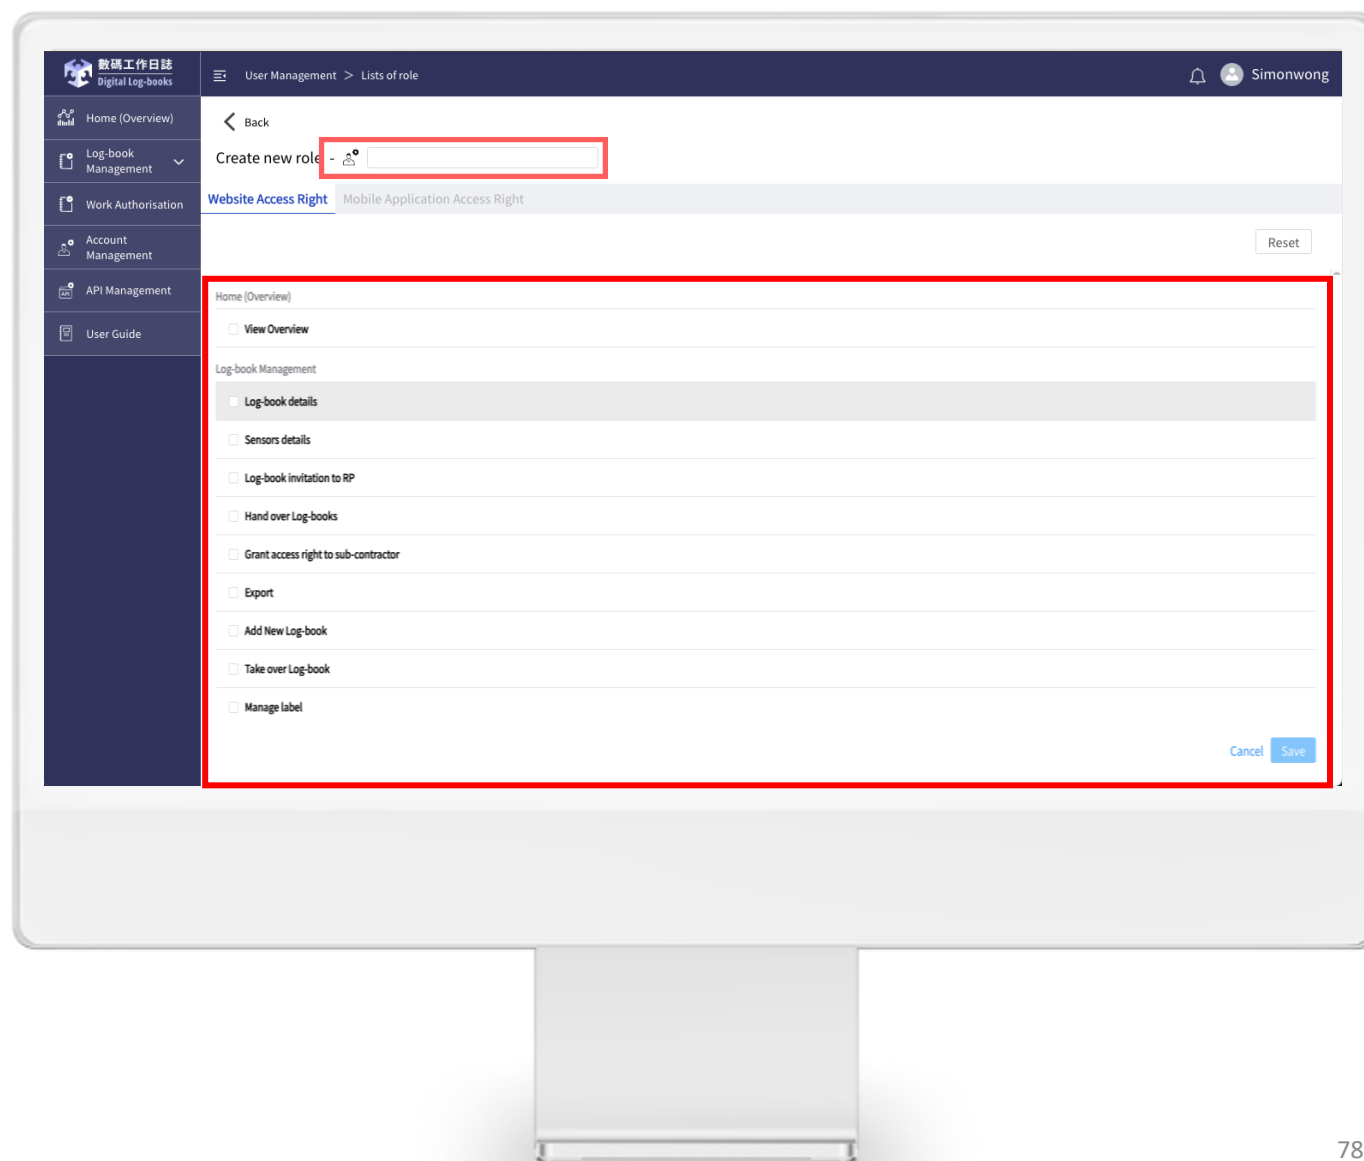 數碼工作日誌
Digital Log-books
User Management > Lists of role
Simonwong
Home (Overview)
Log-book
Management
Work Authorisation
Account
Management
API Management
User Guide
Back
Create new role -
Website Access Right
Mobile Application Access Right
Reset
Home (Overview)
View Overview
Log-book Management
Log-book details
Sensors details
Log-book invitation to RP
Hand over Log-books
Grant access right to sub-contractor
Export
Add New Log-book
Take over Log-book
Manage label
Cancel
Save
78